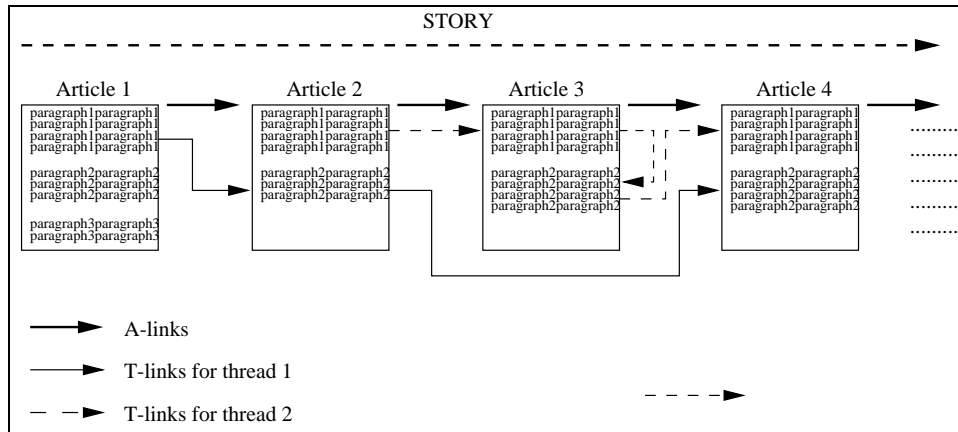 STORY
Article 1
Article 2
Article 3
Article 4
paragraph1paragraph1
paragraph1paragraph1
paragraph1paragraph1
paragraph1paragraph1
paragraph2paragraph2
paragraph2paragraph2
paragraph2paragraph2
paragraph3paragraph3
paragraph3paragraph3
paragraph1paragraph1
paragraph1paragraph1
paragraph1paragraph1
paragraph1paragraph1
paragraph2paragraph2
paragraph2paragraph2
paragraph2paragraph2
paragraph1paragraph1
paragraph1paragraph1
paragraph1paragraph1
paragraph1paragraph1
paragraph2paragraph2
paragraph2paragraph2
paragraph2paragraph2
paragraph2paragraph2
paragraph1paragraph1
paragraph1paragraph1
paragraph1paragraph1
paragraph1paragraph1
paragraph2paragraph2
paragraph2paragraph2
paragraph2paragraph2
paragraph2paragraph2
..........
..........
..........
..........
..........
A-links
T-links for thread 1
T-links for thread 2